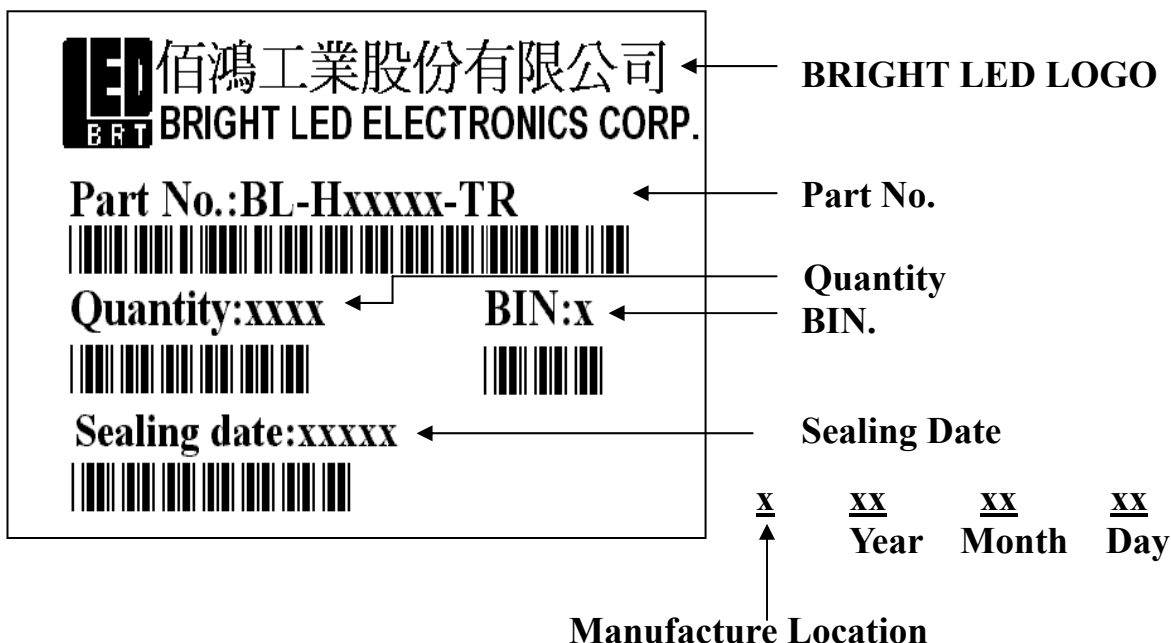 LED 佰鴻工業股份有限公司
BRT BRIGHT LED ELECTRONICS CORP.
BRIGHT LED LOGO
Part No.:BL-Hxxxxx-TR
Part No.
Quantity:xxxx
BIN:x
Quantity
BIN.
Sealing date:xxxxx
Sealing Date
x xx xx xx
Year Month Day
Manufacture Location